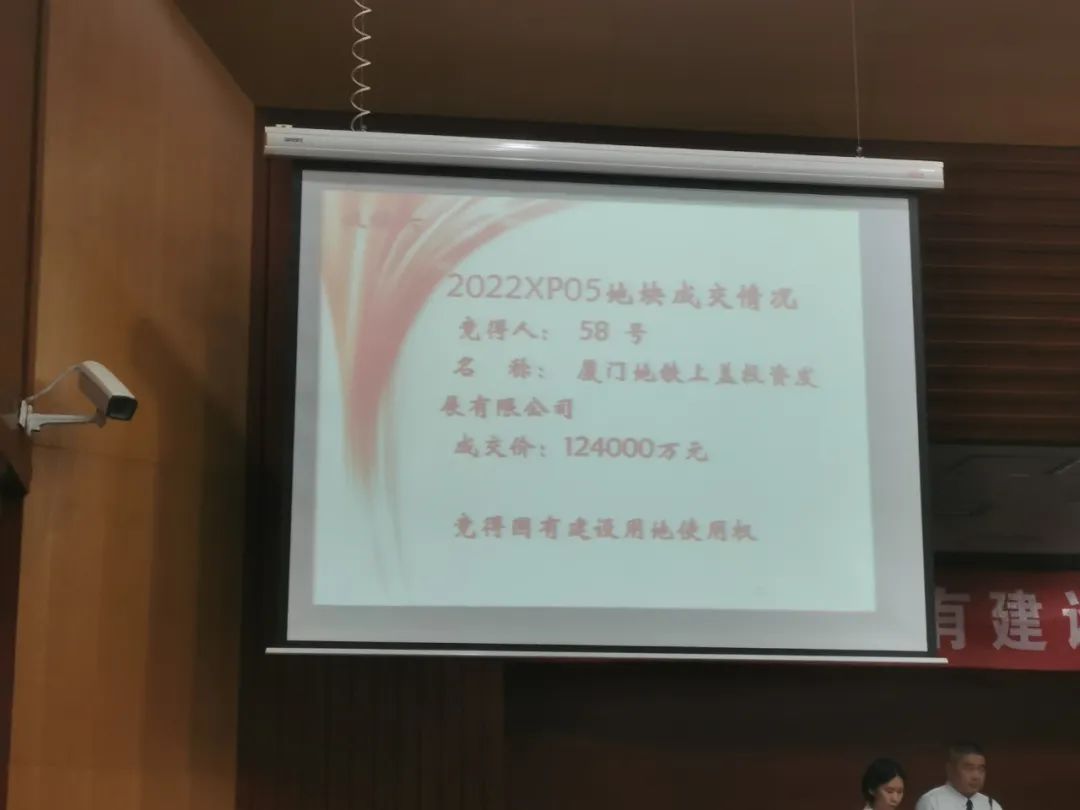 2022XP05地块成交情况
竞得人： 58 号
名 称： 厦门地铁上盖投资发
展有限公司
成交价：124000万元
竞得国有建设用地使用权
有建设